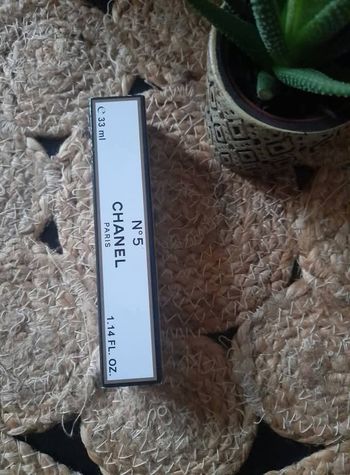 ℮ 33 ml
N°5
CHANEL
PARIS
1.14 FL. OZ.